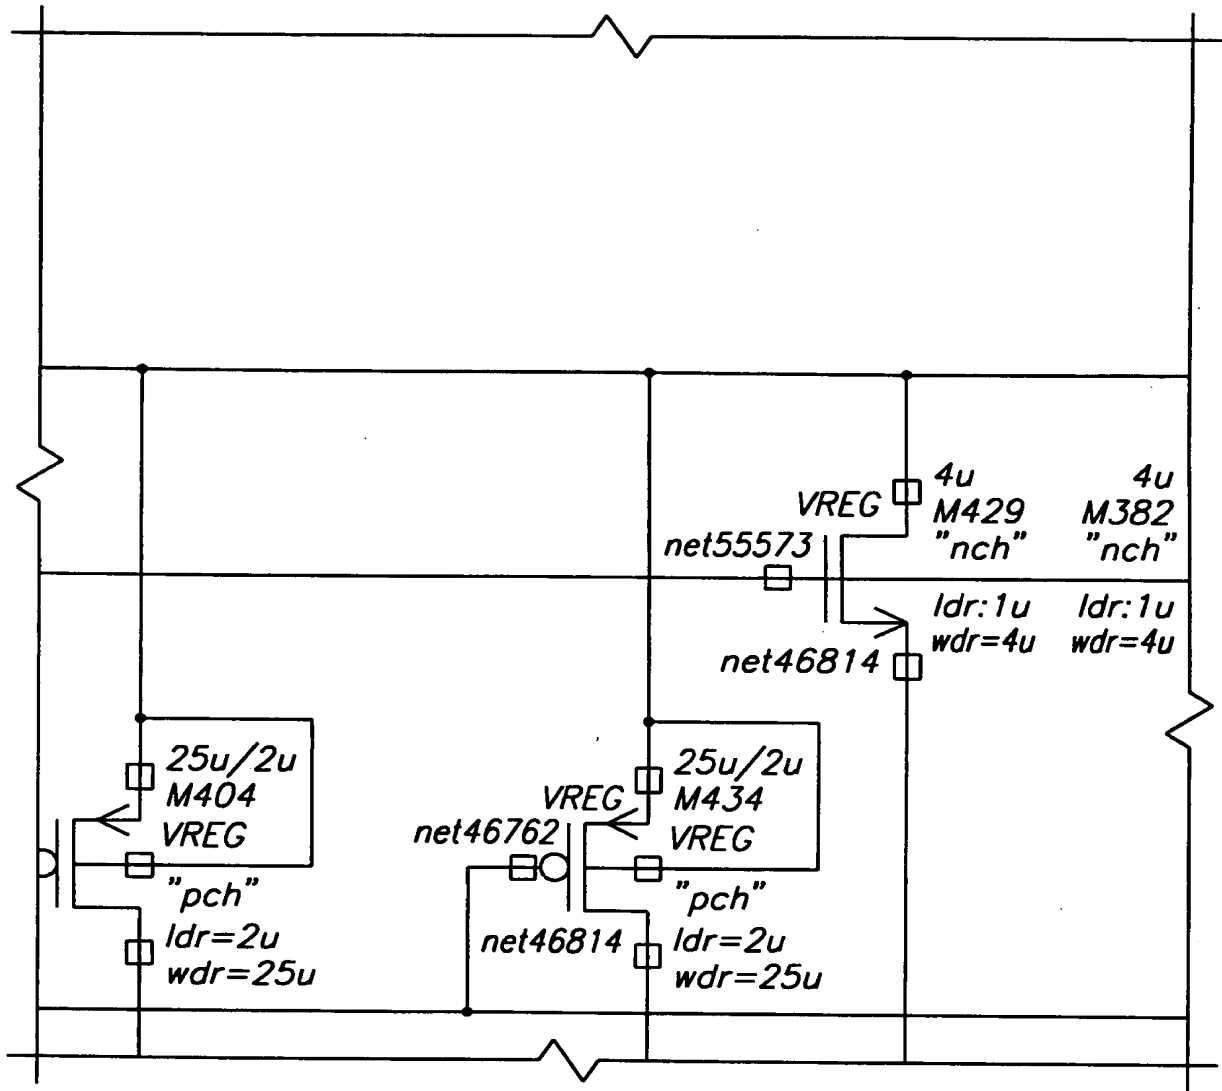 4u
4u
VREG
M429
M382
net55573
"nch"
"nch"
ldr:1u
ldr:1u
wdr=4u
wdr=4u
net46814
25u/2u
M404
VREG
"pch"
ldr=2u
wdr=25u
25u/2u
VREG
M434
net46762
VREG
"pch"
net46814
ldr=2u
wdr=25u